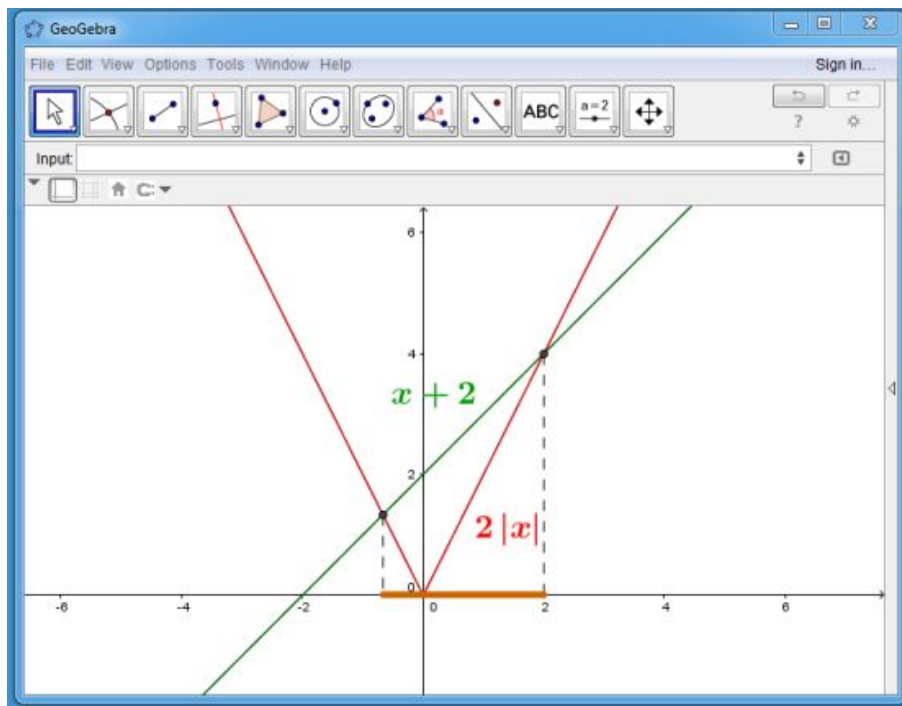 GeoGebra
File Edit View Options Tools Window Help Sign in...
ABC a=2
?
Input:
6
4
x + 2
2
2 |x|
0
-6 -4 -2 0 2 4 6